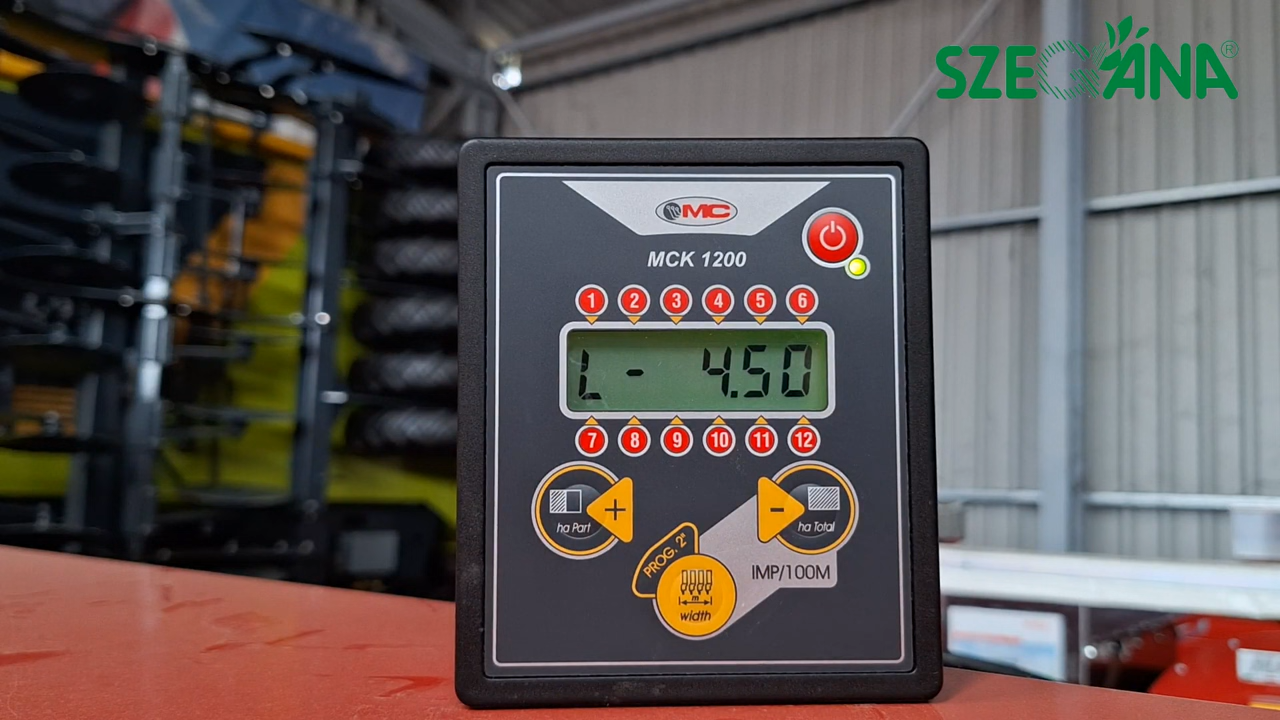 SZEGÁNA®
MC
MCK 1200
1 2 3 4 5 6
L - 4.50
7 8 9 10 11 12
+ ha Part
- ha Total
PROG. 2"
IMP/100M
m
width